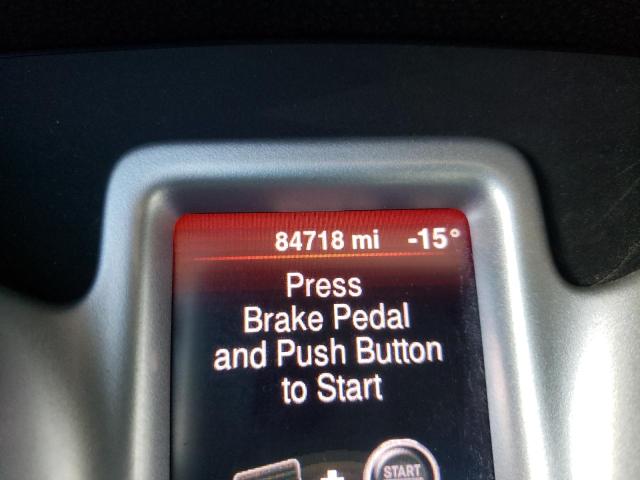 84718 mi -15°
Press
Brake Pedal
and Push Button
to Start
+ START